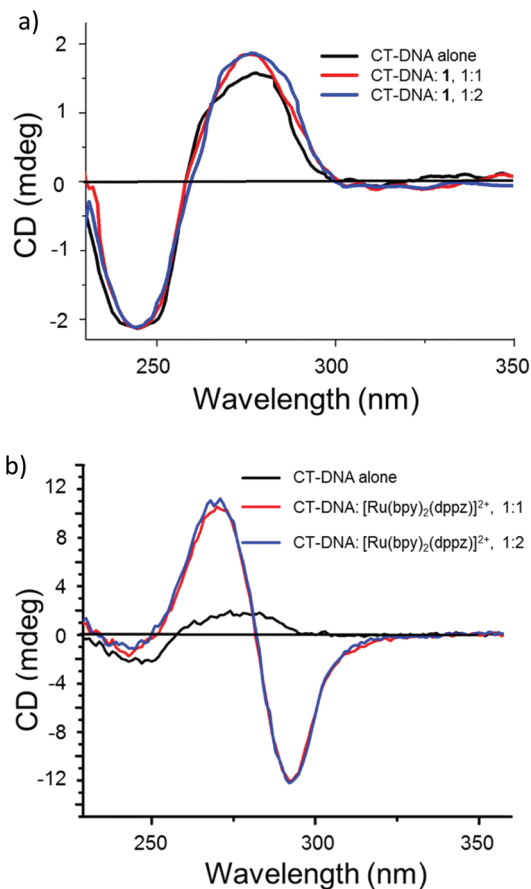 a)
CT-DNA alone
CT-DNA: 1, 1:1
CT-DNA: 1, 1:2
2
1
0
-1
-2
CD (mdeg)
250 300 350
Wavelength (nm)
b)
CT-DNA alone
CT-DNA: [Ru(bpy)₂(dppz)]²⁺, 1:1
CT-DNA: [Ru(bpy)₂(dppz)]²⁺, 1:2
12
8
4
0
-4
-8
-12
CD (mdeg)
250 300 350
Wavelength (nm)